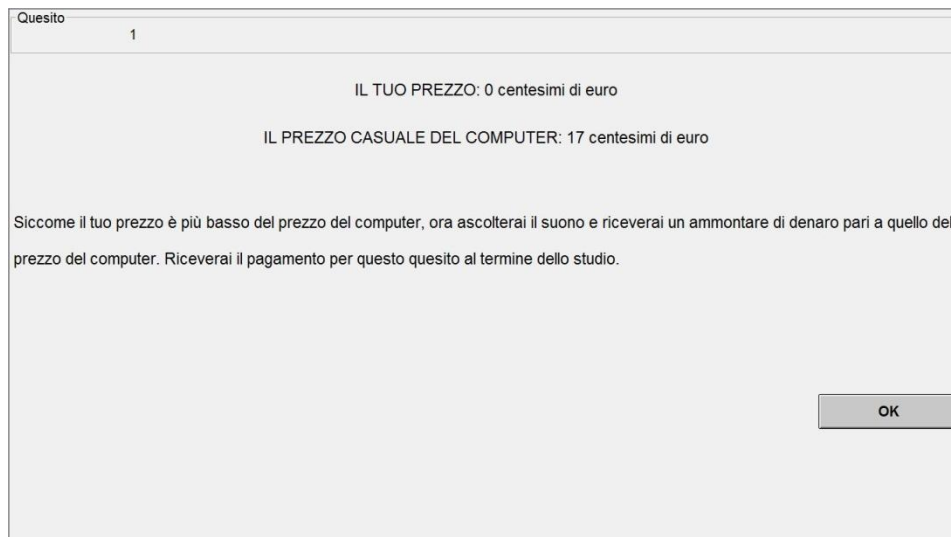 Quesito
1
IL TUO PREZZO: 0 centesimi di euro
IL PREZZO CASUALE DEL COMPUTER: 17 centesimi di euro
Siccome il tuo prezzo è più basso del prezzo del computer, ora ascolterai il suono e riceverai un ammontare di denaro pari a quello del
prezzo del computer. Riceverai il pagamento per questo quesito al termine dello studio.
OK